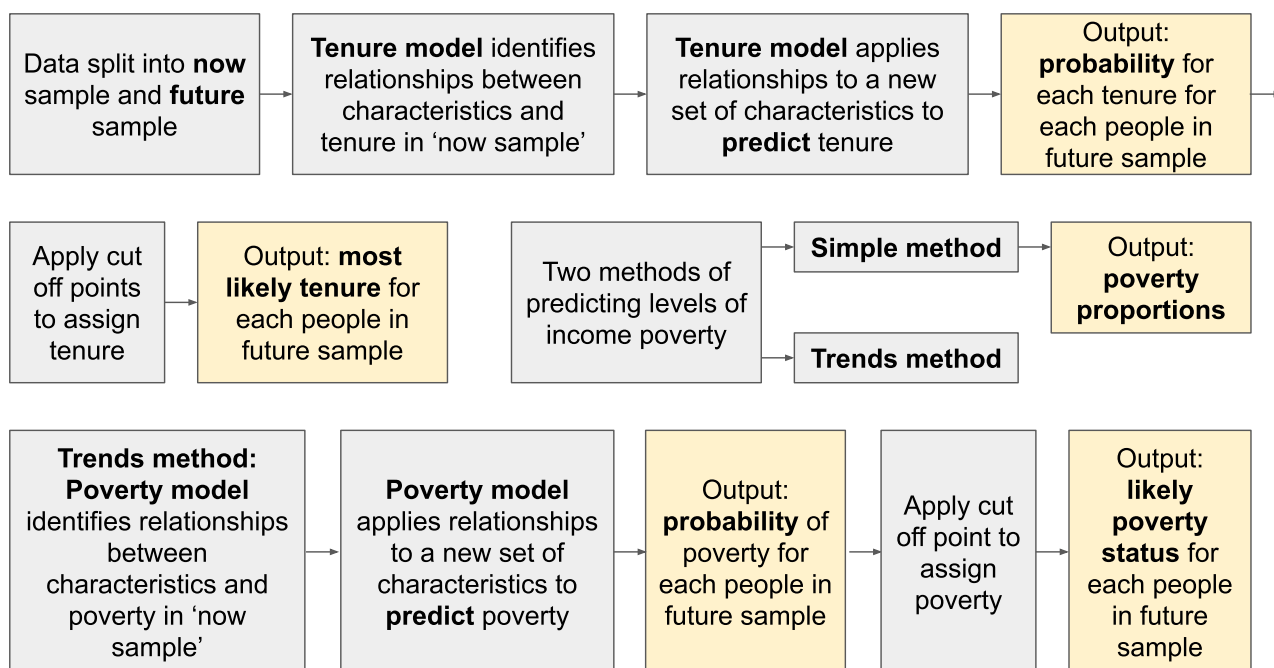 Data split into now
sample and future
sample
Tenure model identifies
relationships between
characteristics and
tenure in ‘now sample’
Tenure model applies
relationships to a new
set of characteristics to
predict tenure
Output:
probability for
each tenure for
each people in
future sample
Apply cut
off points
to assign
tenure
Output: most
likely tenure for
each people in
future sample
Two methods of
predicting levels of
income poverty
Simple method
Output:
poverty
proportions
Trends method
Trends method:
Poverty model
identifies relationships
between
characteristics and
poverty in ‘now
sample’
Poverty model
applies relationships
to a new set of
characteristics to
predict poverty
Output:
probability of
poverty for
each people in
future sample
Apply cut
off point to
assign
poverty
Output:
likely
poverty
status for
each people
in future
sample